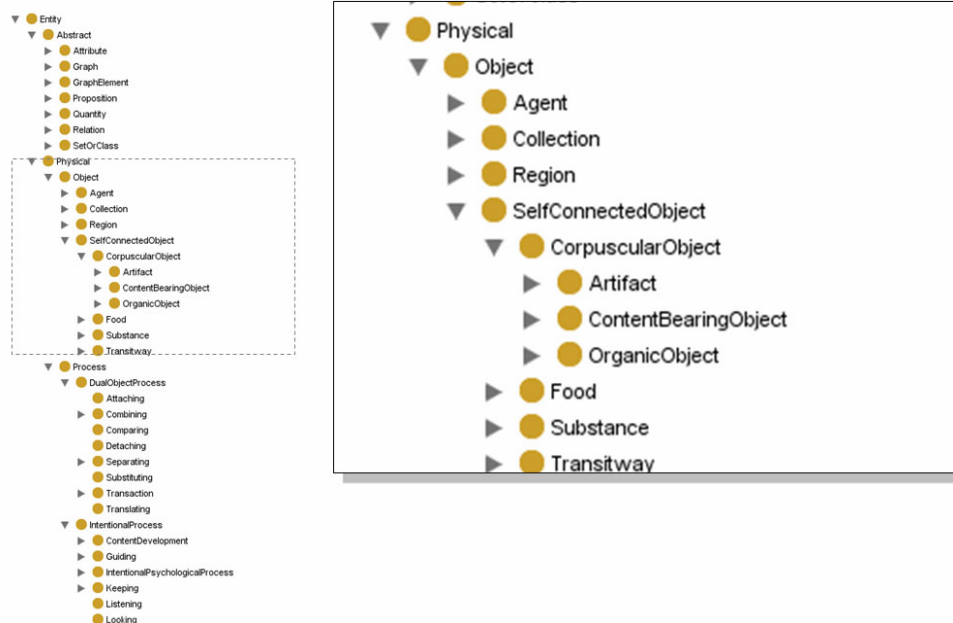 Entity
Abstract
Attribute
Graph
GraphElement
Proposition
Quantity
Relation
SetOrClass
Physical
Object
Agent
Collection
Region
SelfConnectedObject
CorpuscularObject
Artifact
ContentBearingObject
OrganicObject
Food
Substance
Transitway
Process
DualObjectProcess
Attaching
Combining
Comparing
Detaching
Separating
Substituting
Transaction
Translating
IntentionalProcess
ContentDevelopment
Guiding
IntentionalPsychologicalProcess
Keeping
Listening
Looking
Physical
Object
Agent
Collection
Region
SelfConnectedObject
CorpuscularObject
Artifact
ContentBearingObject
OrganicObject
Food
Substance
Transitway